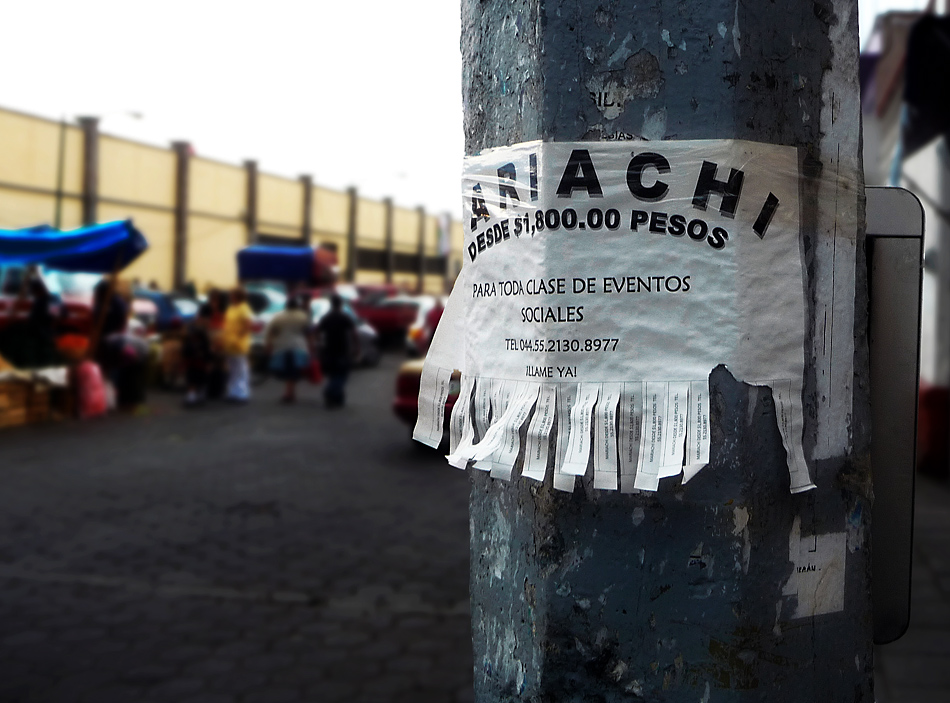 ARIACHI
DESDE $1,800.00 PESOS
PARA TODA CLASE DE EVENTOS
SOCIALES
TEL 044.55.2130.8977
¡LLAME YA!